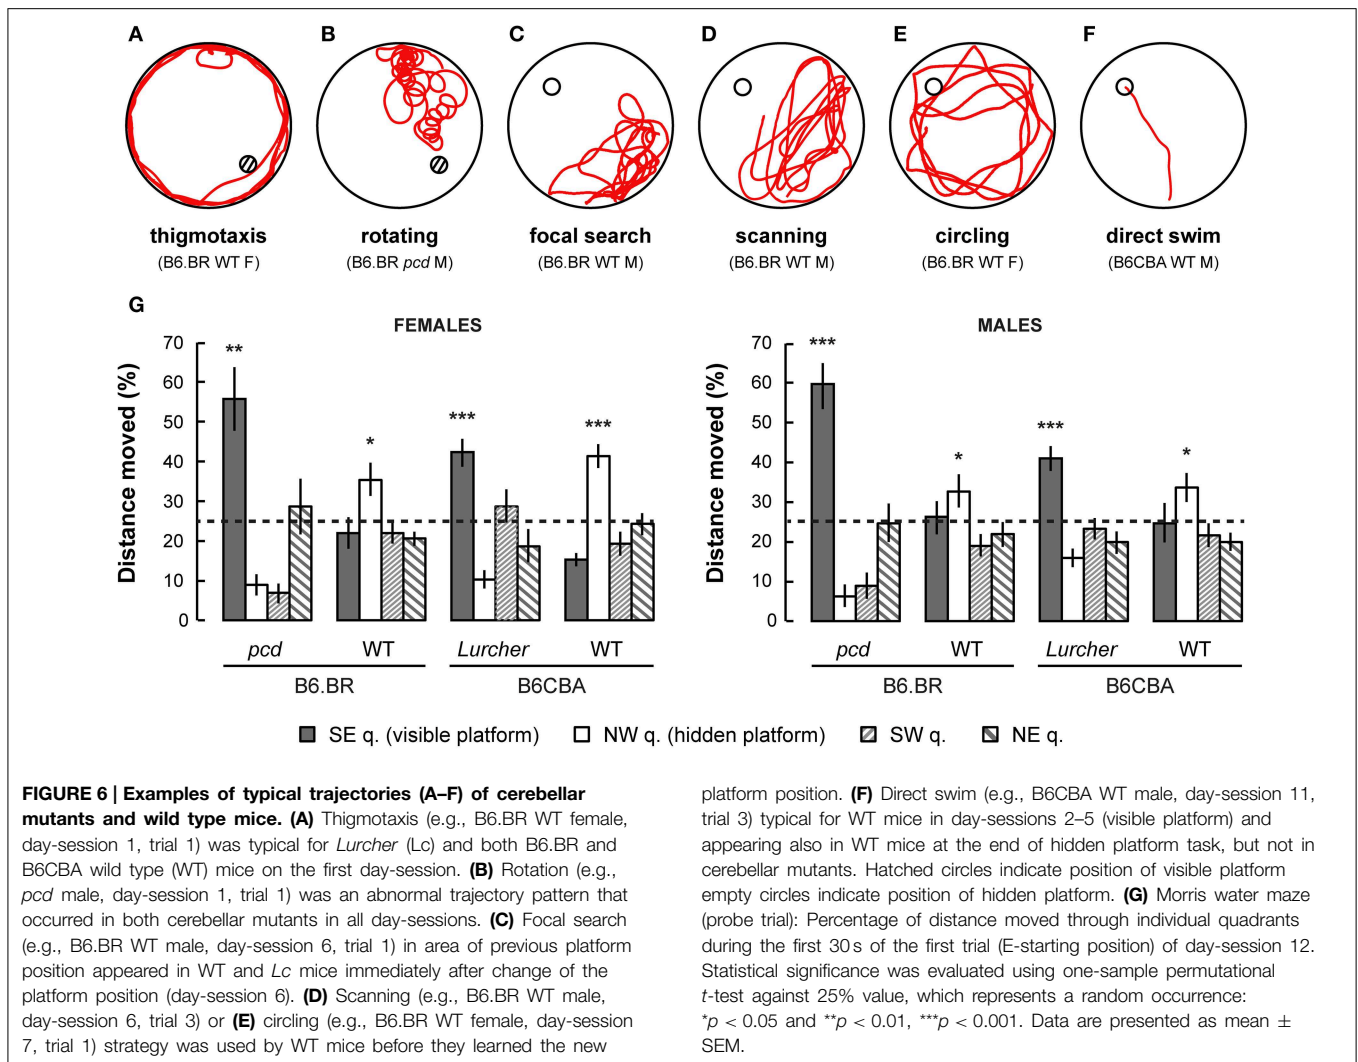 A B C D E F
thigmotaxis rotating focal search scanning circling direct swim
(B6.BR WT F) (B6.BR pcd M) (B6.BR WT M) (B6.BR WT M) (B6.BR WT F) (B6CBA WT M)
G
FEMALES
Distance moved (%)
70
60
50
40
30
20
10
0
** * *** ***
pcd WT Lurcher WT
B6.BR B6CBA
MALES
Distance moved (%)
70
60
50
40
30
20
10
0
*** * *** *
pcd WT Lurcher WT
B6.BR B6CBA
SE q. (visible platform) NW q. (hidden platform) SW q. NE q.
FIGURE 6 | Examples of typical trajectories (A–F) of cerebellar
mutants and wild type mice. (A) Thigmotaxis (e.g., B6.BR WT female,
day-session 1, trial 1) was typical for Lurcher (Lc) and both B6.BR and
B6CBA wild type (WT) mice on the first day-session. (B) Rotation (e.g.,
pcd male, day-session 1, trial 1) was an abnormal trajectory pattern that
occurred in both cerebellar mutants in all day-sessions. (C) Focal search
(e.g., B6.BR WT male, day-session 6, trial 1) in area of previous platform
position appeared in WT and Lc mice immediately after change of the
platform position (day-session 6). (D) Scanning (e.g., B6.BR WT male,
day-session 6, trial 3) or (E) circling (e.g., B6.BR WT female, day-session
7, trial 1) strategy was used by WT mice before they learned the new
platform position. (F) Direct swim (e.g., B6CBA WT male, day-session 11,
trial 3) typical for WT mice in day-sessions 2–5 (visible platform) and
appearing also in WT mice at the end of hidden platform task, but not in
cerebellar mutants. Hatched circles indicate position of visible platform
empty circles indicate position of hidden platform. (G) Morris water maze
(probe trial): Percentage of distance moved through individual quadrants
during the first 30 s of the first trial (E-starting position) of day-session 12.
Statistical significance was evaluated using one-sample permutational
t-test against 25% value, which represents a random occurrence:
*p < 0.05 and **p < 0.01, ***p < 0.001. Data are presented as mean ±
SEM.